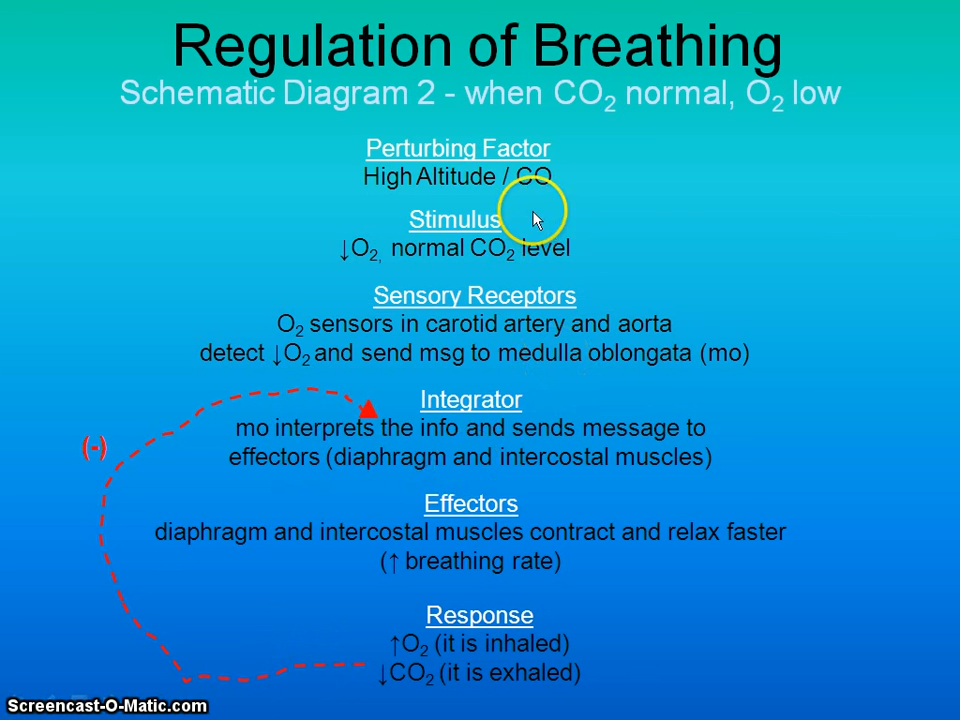 Regulation of Breathing
Schematic Diagram 2 - when CO₂ normal, O₂ low
Perturbing Factor
High Altitude / CO
Stimulus
↓O₂, normal CO₂ level
Sensory Receptors
O₂ sensors in carotid artery and aorta
detect ↓O₂ and send msg to medulla oblongata (mo)
Integrator
mo interprets the info and sends message to
(-)
effectors (diaphragm and intercostal muscles)
Effectors
diaphragm and intercostal muscles contract and relax faster
(↑ breathing rate)
Response
↑O₂ (it is inhaled)
↓CO₂ (it is exhaled)
Screencast-O-Matic.com